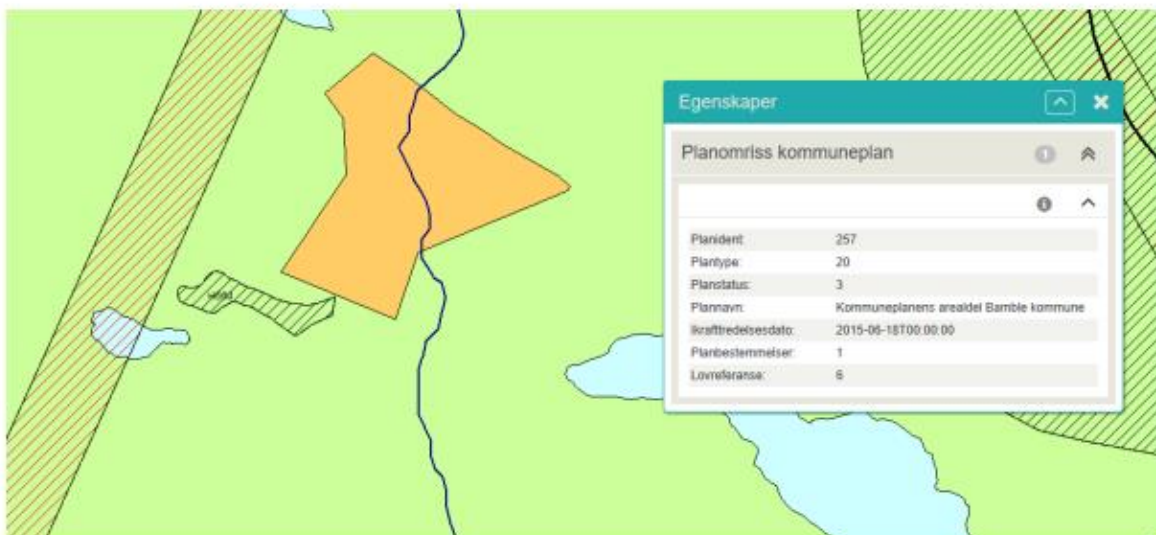 Egenskaper
Planomriss kommuneplan
1
Planident: 257
Plantype: 20
Planstatus: 3
Plannavn: Kommuneplanens arealdel Bamble kommune
Ikrafttredelsesdato: 2015-06-18T00:00:00
Planbestemmelser: 1
Lovreferanse: 6